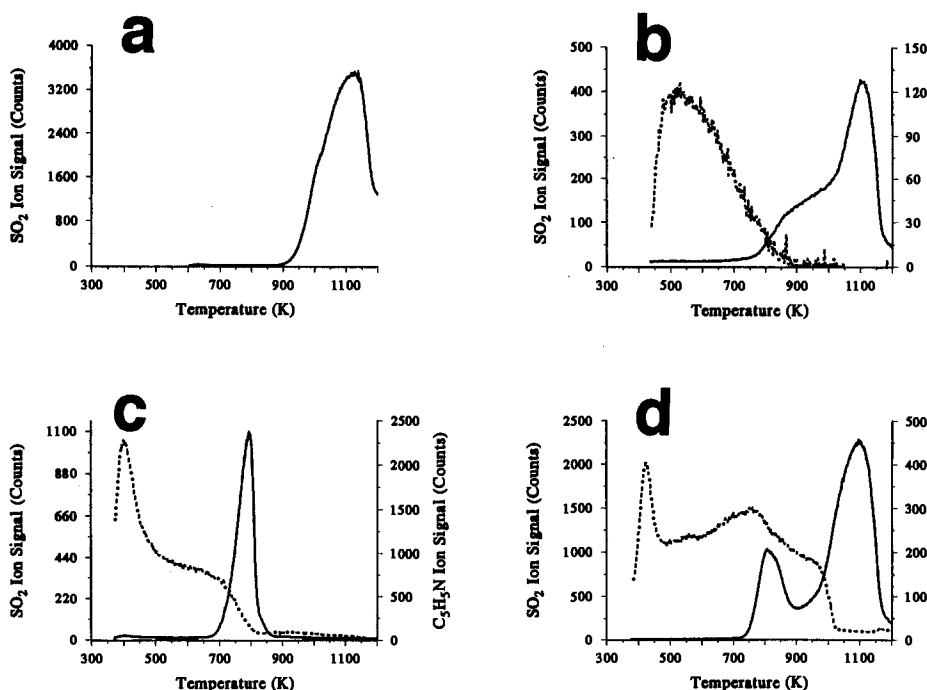 a
SO2 Ion Signal (Counts)
4000
3200
2400
1600
800
0
300 500 700 900 1100
Temperature (K)
b
SO2 Ion Signal (Counts)
500
400
300
200
100
0
150
120
90
60
30
0
300 500 700 900 1100
Temperature (K)
c
SO2 Ion Signal (Counts)
1100
880
660
440
220
0
2500
2000
1500
1000
500
0
C5H5N Ion Signal (Counts)
300 500 700 900 1100
Temperature (K)
d
SO2 Ion Signal (Counts)
2500
2000
1500
1000
500
0
500
400
300
200
100
0
300 500 700 900 1100
Temperature (K)